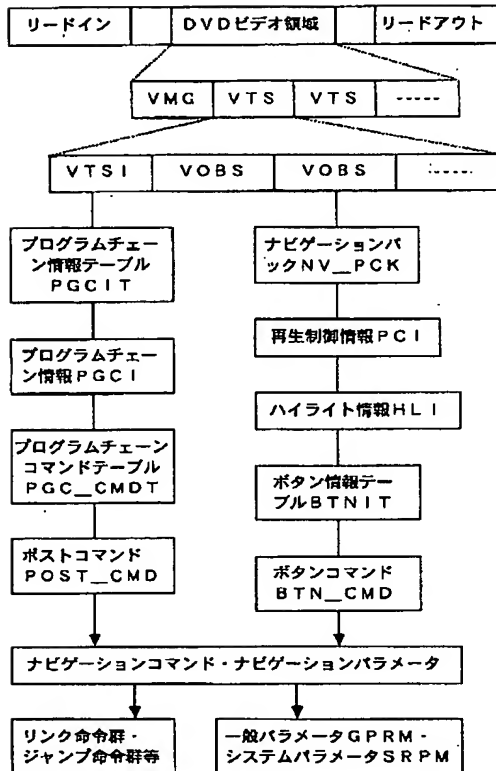 リードイン
DVDビデオ領域
リードアウト
VMG
VTS
VTS
-----
VTSI
VOBS
VOBS
-----
プログラムチェー
ン情報テーブル
PGCIT
ナビゲーションパ
ックNV__PCK
プログラムチェー
ン情報PGCI
再生制御情報PCI
ハイライト情報HLI
プログラムチェーン
コマンドテーブル
PGC__CMDT
ボタン情報テー
ブルBTNIT
ポストコマンド
POST__CMD
ボタンコマンド
BTN__CMD
ナビゲーションコマンド・ナビゲーションパラメータ
リンク命令群・
ジャンプ命令群等
一般パラメータGPRM・
システムパラメータSRPM